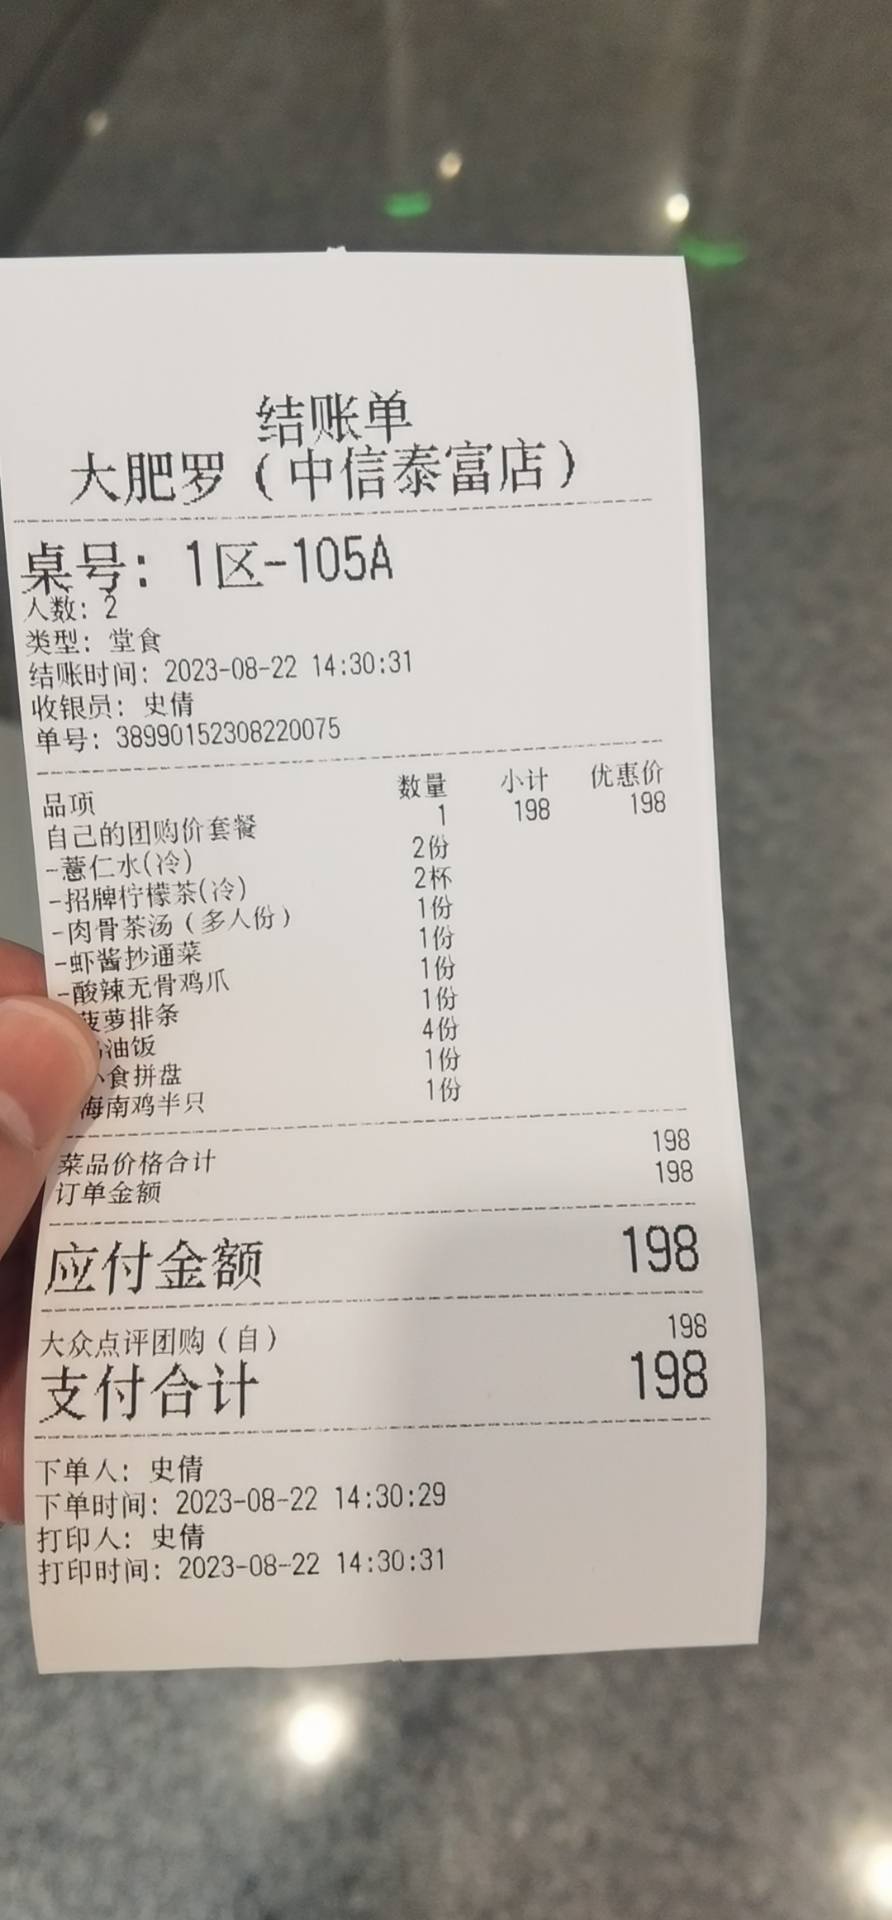 结账单
大肥罗(中信泰富店)
桌号: 1区-105A
人数: 2
类型: 堂食
结账时间: 2023-08-22 14:30:31
收银员: 史倩
单号: 38990152308220075
品项 数量 小计 优惠价
自己的团购价套餐 1 198 198
-薏仁水(冷) 2份
-招牌柠檬茶(冷) 2杯
-肉骨茶汤(多人份) 1份
-虾酱抄通菜 1份
-酸辣无骨鸡爪 1份
菠萝排条 1份
油饭 4份
食拼盘 1份
海南鸡半只 1份
菜品价格合计 198
订单金额 198
应付金额 198
大众点评团购(自) 198
支付合计 198
下单人: 史倩
下单时间: 2023-08-22 14:30:29
打印人: 史倩
打印时间: 2023-08-22 14:30:31